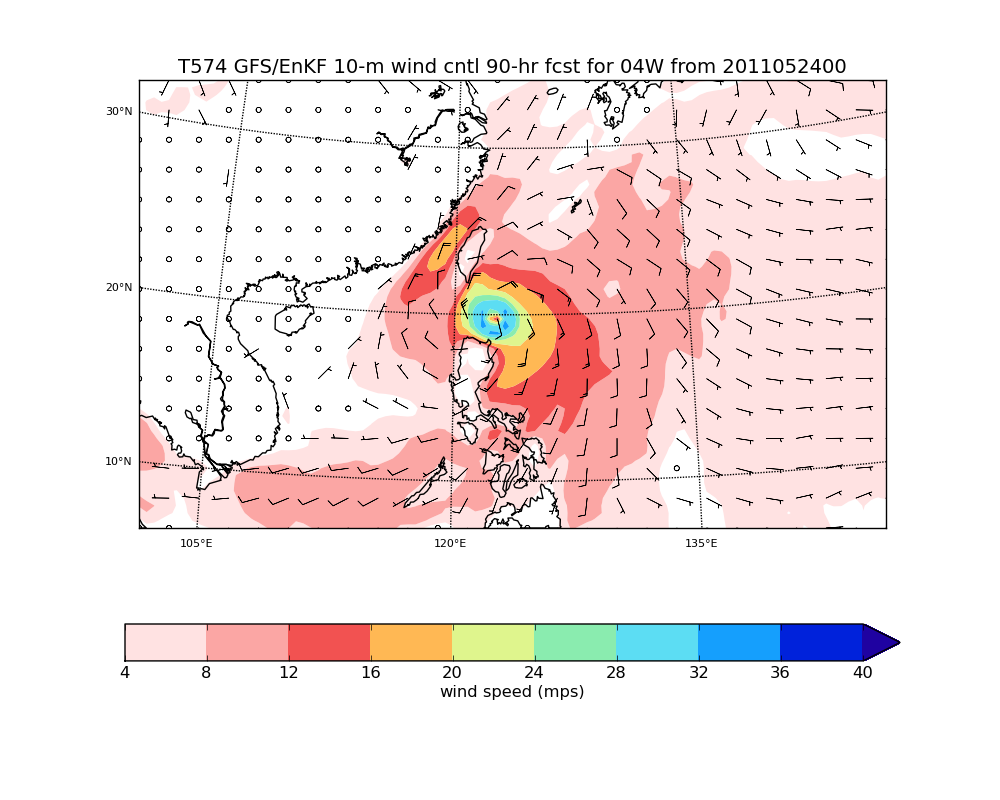 T574 GFS/EnKF 10-m wind cntl 90-hr fcst for 04W from 2011052400
30°N
20°N
10°N
105°E 120°E 135°E
4 8 12 16 20 24 28 32 36 40
wind speed (mps)